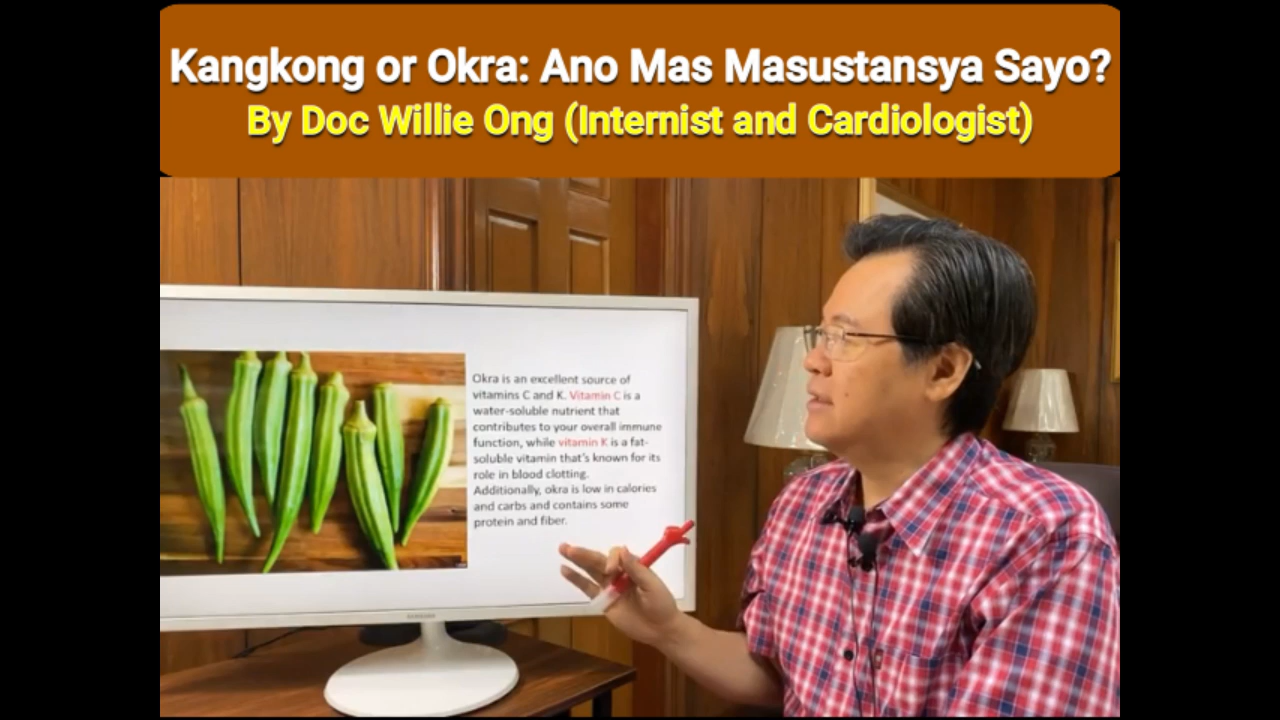 Kangkong or Okra: Ano Mas Masustansya Sayo?
By Doc Willie Ong (Internist and Cardiologist)
Okra is an excellent source of
vitamins C and K. Vitamin C is a
water-soluble nutrient that
contributes to your overall immune
function, while vitamin K is a fat-
soluble vitamin that's known for its
role in blood clotting.
Additionally, okra is low in calories
and carbs and contains some
protein and fiber.
SAMSUNG